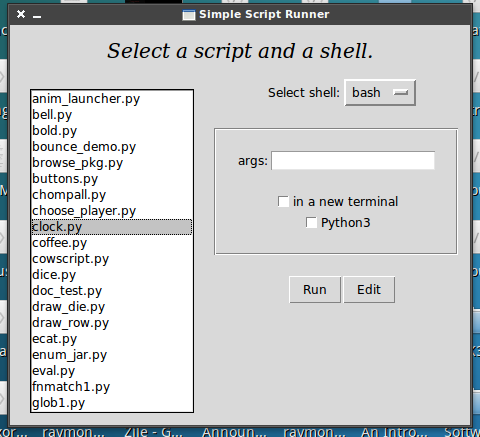 Simple Script Runner
Select a script and a shell.
anim_launcher.py
bell.py
bold.py
bounce_demo.py
browse_pkg.py
buttons.py
chompall.py
choose_player.py
clock.py
coffee.py
cowscript.py
dice.py
doc_test.py
draw_die.py
draw_row.py
ecat.py
enum_jar.py
eval.py
fnmatch1.py
glob1.py
Select shell: bash
args:
in a new terminal
Python3
Run Edit
raymon... Zile - G... Announ... raymon... An Intro... Softw